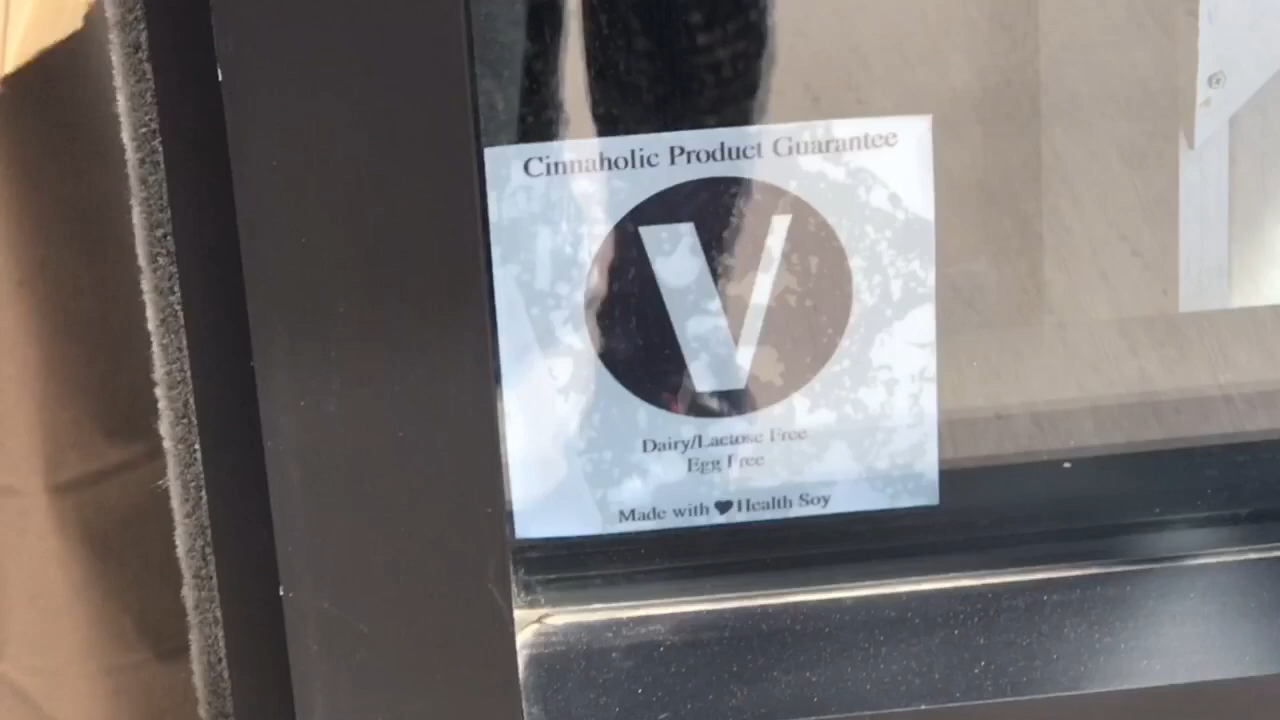 Cinnaholic Product Guarantee
V
Dairy/Lactose Free
Egg Free
Made with ♥ Health Soy